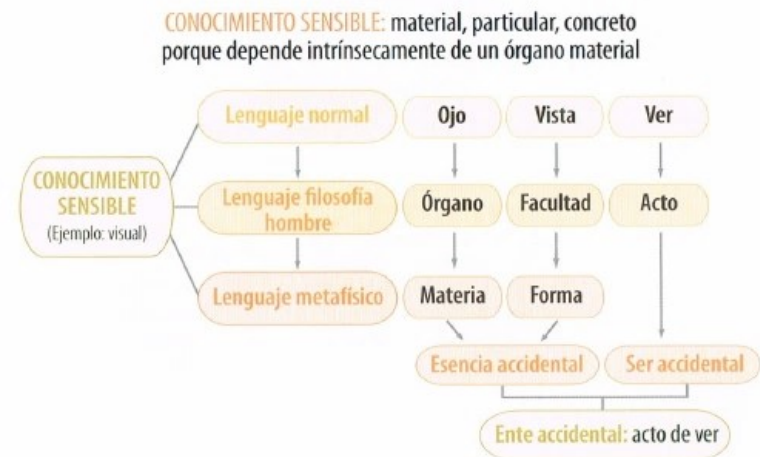 CONOCIMIENTO SENSIBLE: material, particular, concreto
porque depende intrínsecamente de un órgano material
Lenguaje normal
Ojo
Vista
Ver
CONOCIMIENTO
SENSIBLE
(Ejemplo: visual)
Lenguaje filosofía
hombre
Órgano
Facultad
Acto
Lenguaje metafísico
Materia
Forma
Esencia accidental
Ser accidental
Ente accidental: acto de ver